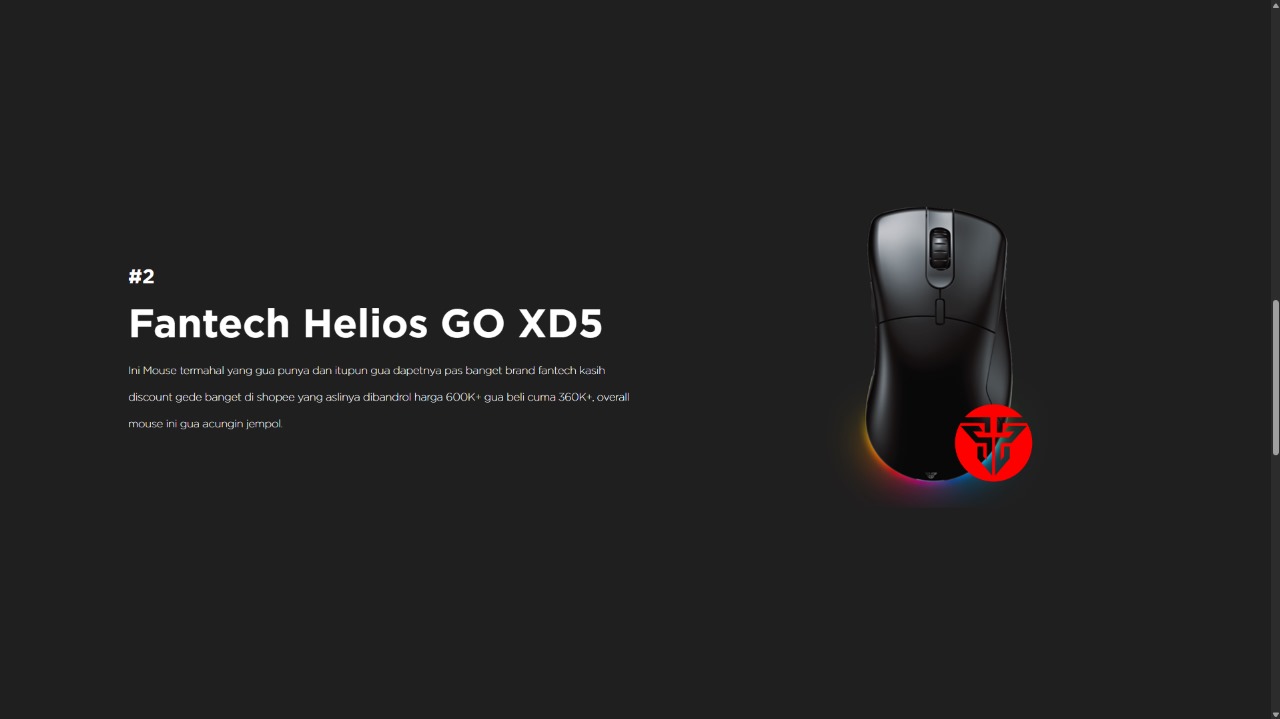 #2
Fantech Helios GO XD5
Ini Mouse termahal yang gua punya dan itupun gua dapetnya pas banget brand fantech kasih
discount gede banget di shopee yang aslinya dibandrol harga 600K+ gua beli cuma 360K+, overall
mouse ini gua acungin jempol.